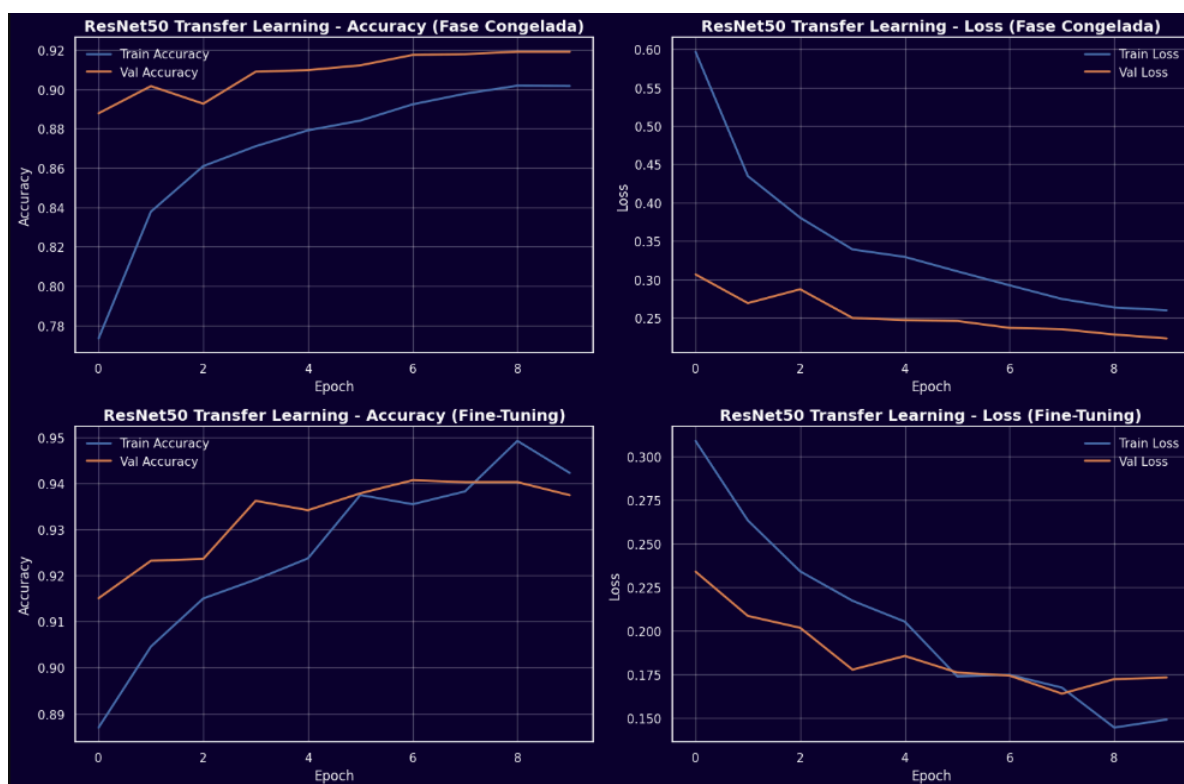 ResNet50 Transfer Learning - Accuracy (Fase Congelada)
0.92
0.90
0.88
0.86
0.84
0.82
0.80
0.78
Accuracy
Train Accuracy
Val Accuracy
0 2 4 6 8
Epoch
ResNet50 Transfer Learning - Loss (Fase Congelada)
0.60
0.55
0.50
0.45
0.40
0.35
0.30
0.25
Loss
Train Loss
Val Loss
0 2 4 6 8
Epoch
ResNet50 Transfer Learning - Accuracy (Fine-Tuning)
0.95
0.94
0.93
0.92
0.91
0.90
0.89
Accuracy
Train Accuracy
Val Accuracy
0 2 4 6 8
Epoch
ResNet50 Transfer Learning - Loss (Fine-Tuning)
0.300
0.275
0.250
0.225
0.200
0.175
0.150
Loss
Train Loss
Val Loss
0 2 4 6 8
Epoch